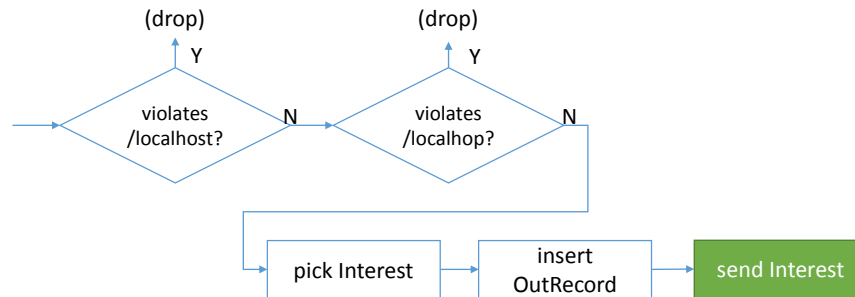 (drop)
(drop)
Y
Y
violates
/localhost?
N
violates
/localhop?
N
pick Interest
insert
OutRecord
send Interest